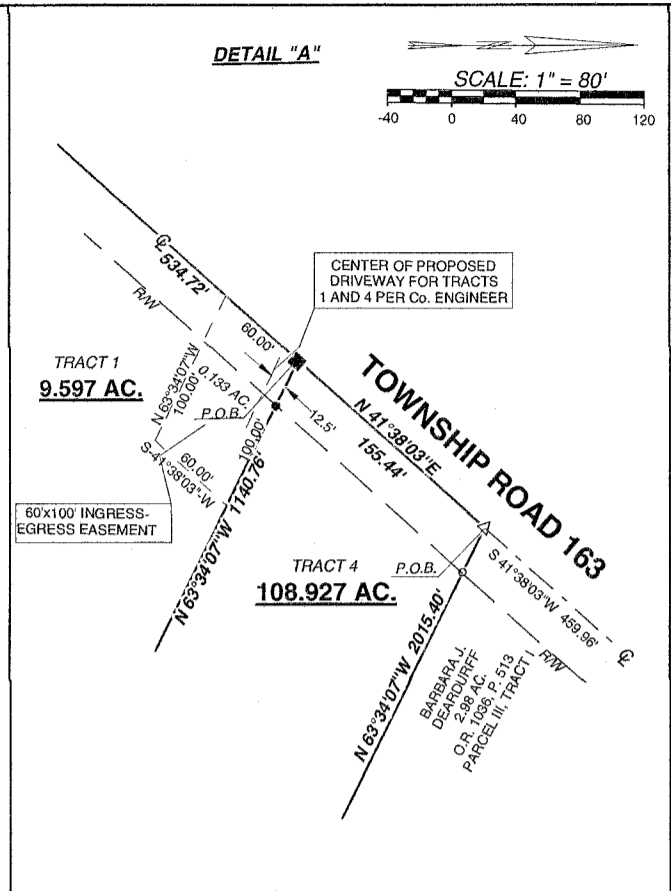 DETAIL "A"
SCALE: 1" = 80'
-40 0 40 80 120
℄
534.72'
R/W
CENTER OF PROPOSED
DRIVEWAY FOR TRACTS
1 AND 4 PER Co. ENGINEER
60.00'
TRACT 1
9.597 AC.
N 63°34'07"W
100.00'
0.133 AC.
P.O.B.
12.5'
TOWNSHIP ROAD 163
N 41°38'03"E
155.44'
100.00'
60.00'
S-41°38'03"-W
60'x100' INGRESS-
EGRESS EASEMENT
N 63°34'07"W 1140.76'
TRACT 4
108.927 AC.
P.O.B.
S 41°38'03"W 459.96'
℄
R/W
N 63°34'07"W 2015.40'
BARBARA J.
DEARDURFF
2.98 AC.
O.R. 1036, P. 513
PARCEL III, TRACT I